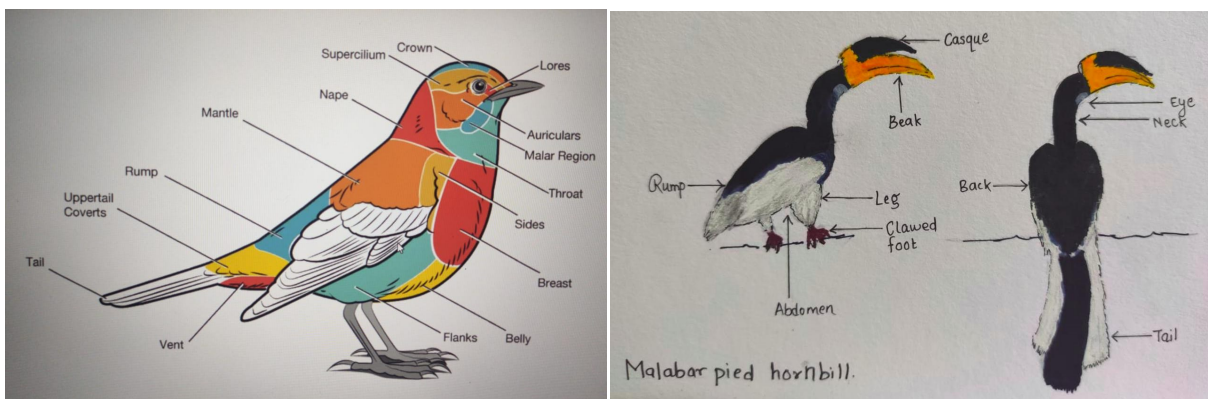 Crown
Supercilium
Lores
Nape
Mantle
Auriculars
Malar Region
Rump
Throat
Uppertail
Coverts
Sides
Tail
Breast
Vent
Flanks
Belly
Casque
Beak
Eye
Neck
Rump
Leg
Back
Clawed
foot
Abdomen
Tail
Malabar pied hornbill.